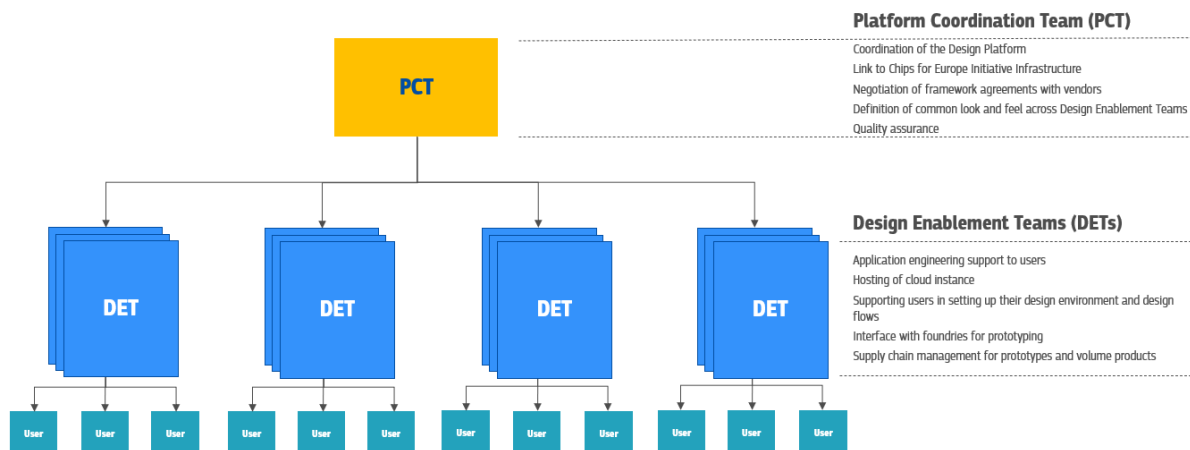 Platform Coordination Team (PCT)
Coordination of the Design Platform
Link to Chips for Europe Initiative Infrastructure
Negotiation of framework agreements with vendors
Definition of common look and feel across Design Enablement Teams
Quality assurance
PCT
Design Enablement Teams (DETs)
Application engineering support to users
Hosting of cloud instance
Supporting users in setting up their design environment and design
flows
Interface with foundries for prototyping
Supply chain management for prototypes and volume products
DET
DET
DET
DET
User
User
User
User
User
User
User
User
User
User
User
User